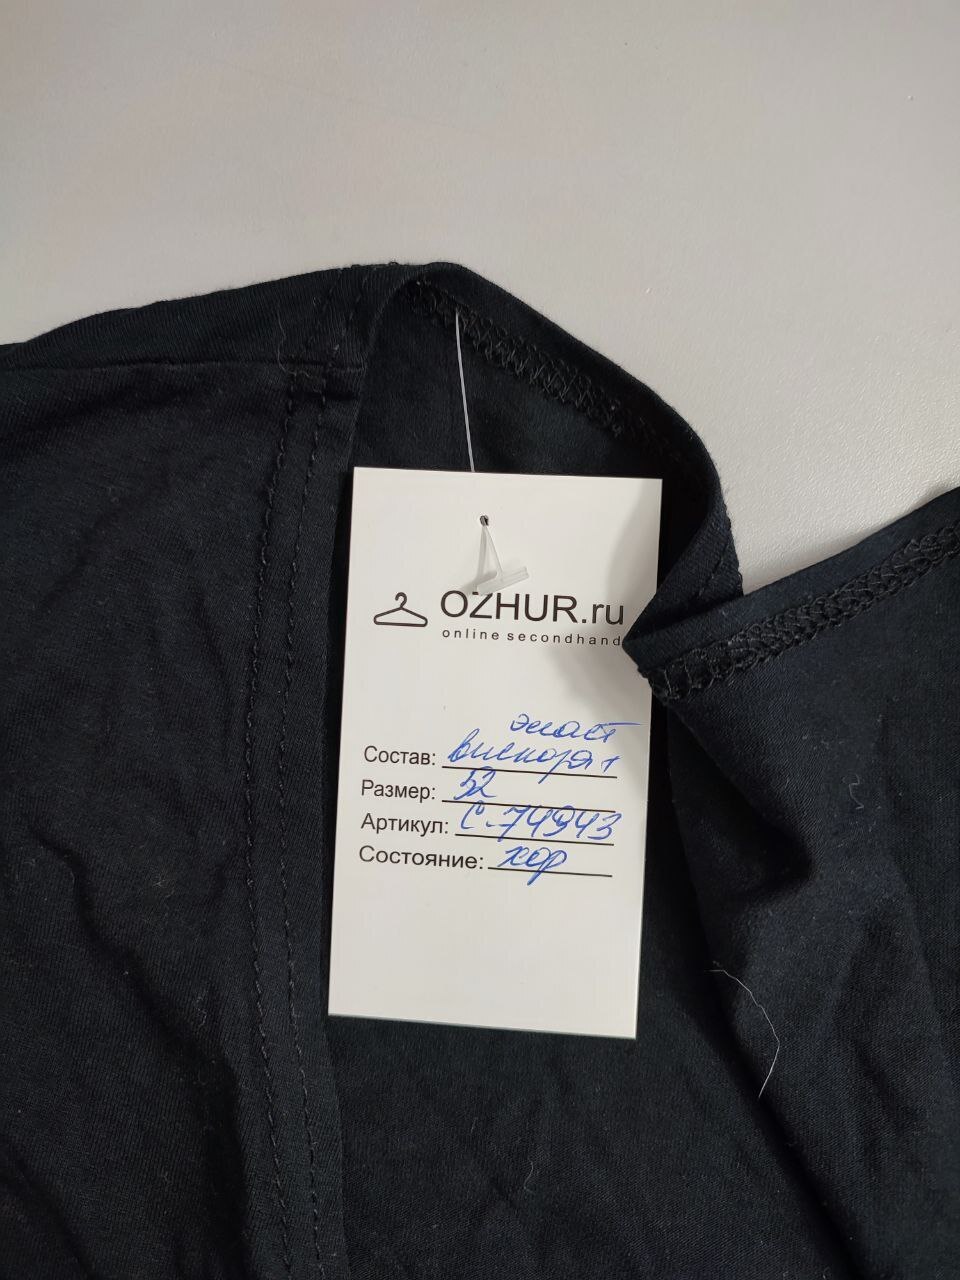 OZHUR.ru
online secondhand
эласт
Состав: вискоза +
Размер: 52
Артикул: С-74943
Состояние: хор